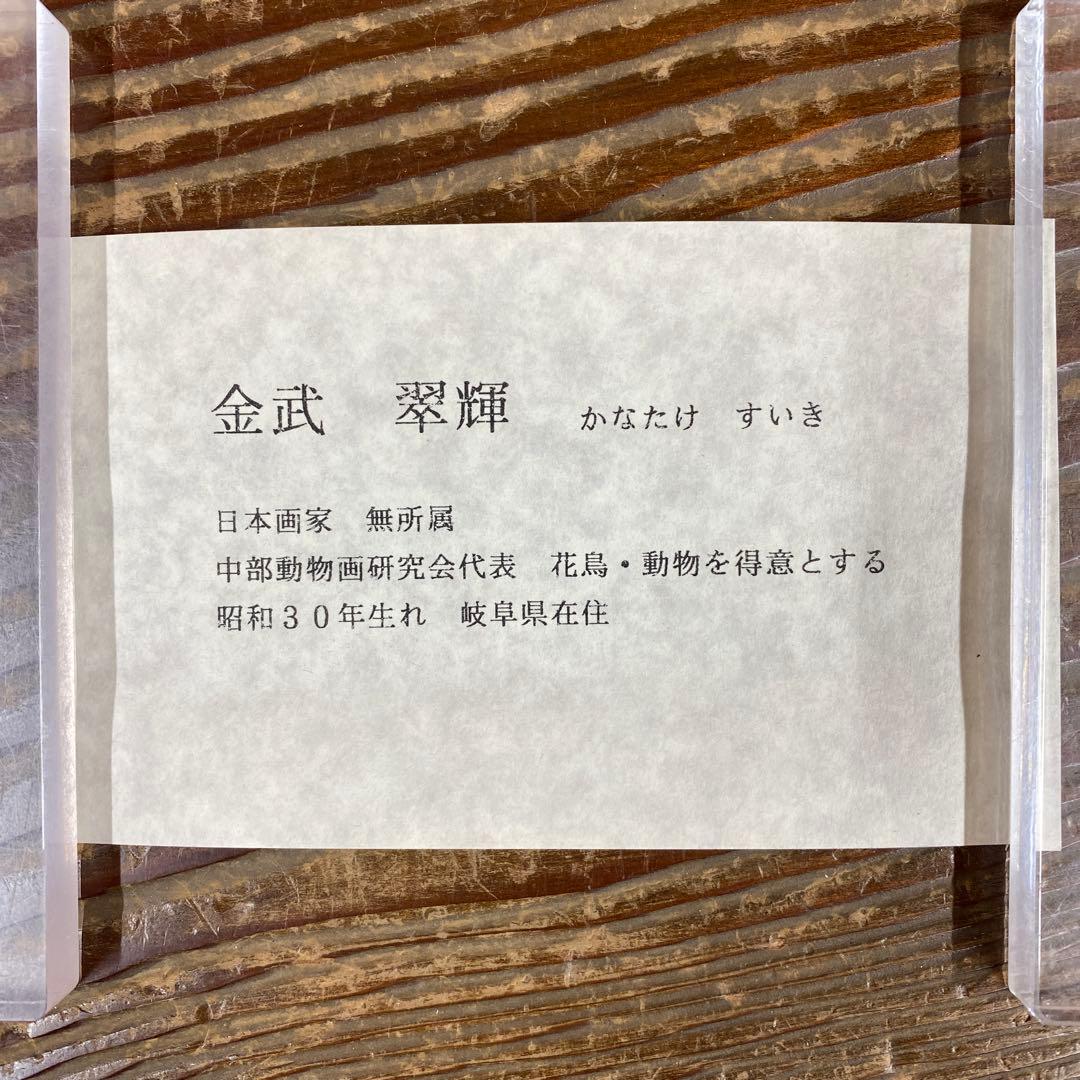 金武　翠輝　かなたけ　すいき
日本画家　無所属
中部動物画研究会代表　花鳥・動物を得意とする
昭和３０年生れ　岐阜県在住